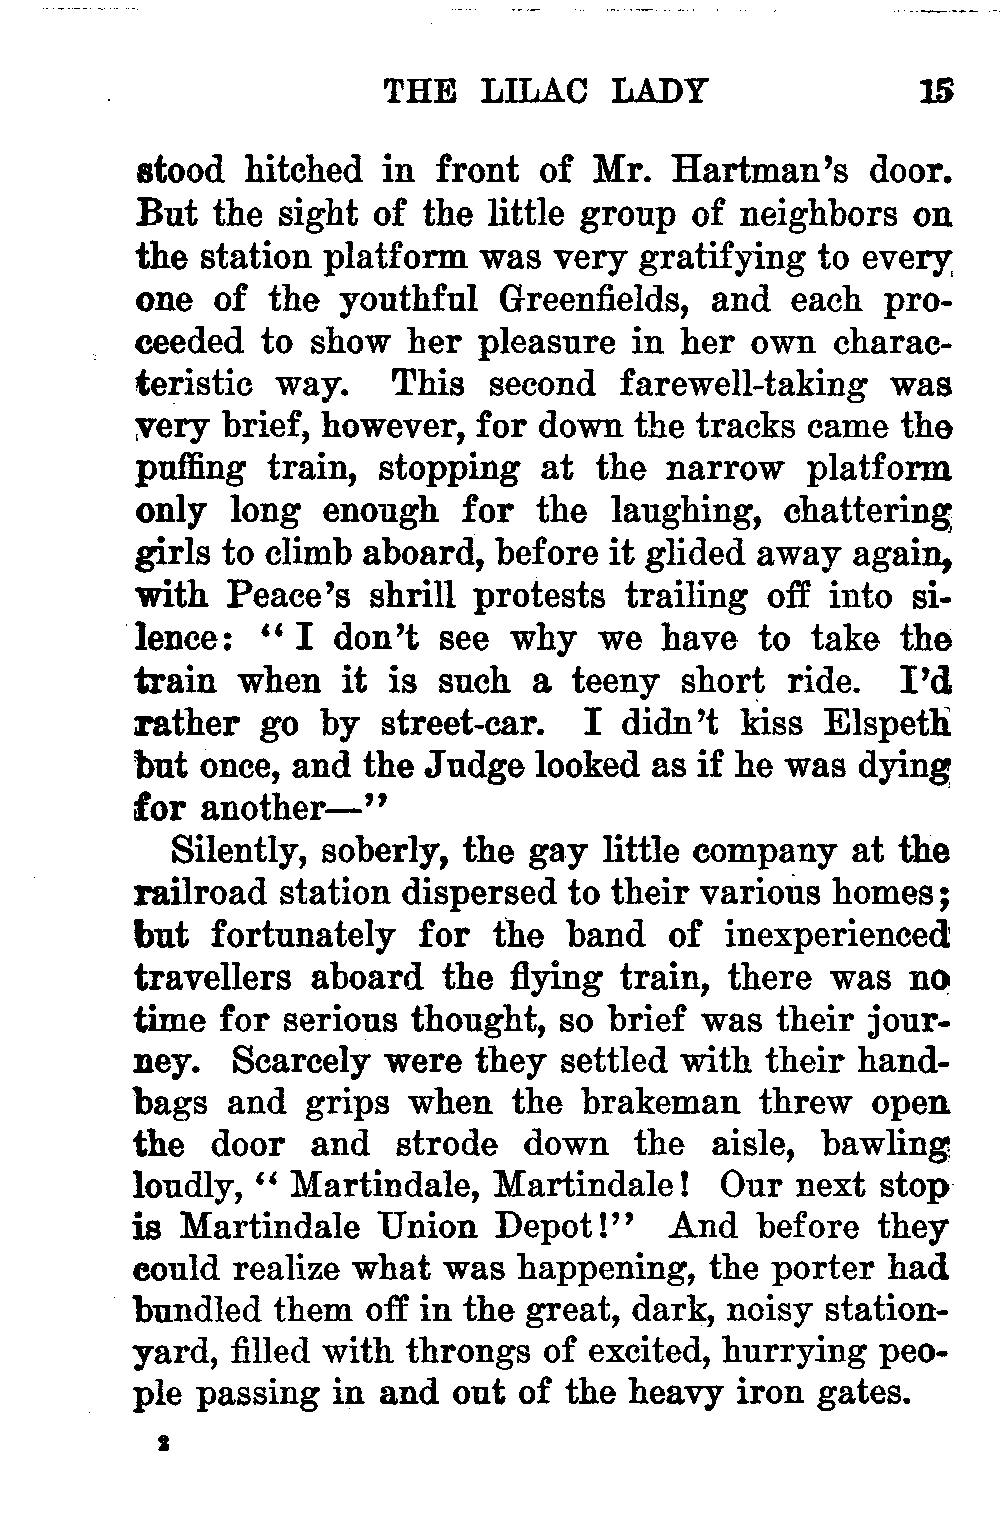 THE LILAC LADY 15
stood hitched in front of Mr. Hartman's door.
But the sight of the little group of neighbors on
the station platform was very gratifying to every
one of the youthful Greenfields, and each pro-
ceeded to show her pleasure in her own charac-
teristic way. This second farewell-taking was
very brief, however, for down the tracks came the
puffing train, stopping at the narrow platform
only long enough for the laughing, chattering
girls to climb aboard, before it glided away again,
with Peace's shrill protests trailing off into si-
lence: "I don't see why we have to take the
train when it is such a teeny short ride. I'd
rather go by street-car. I didn't kiss Elspeth
but once, and the Judge looked as if he was dying
for another—"
Silently, soberly, the gay little company at the
railroad station dispersed to their various homes;
but fortunately for the band of inexperienced
travellers aboard the flying train, there was no
time for serious thought, so brief was their jour-
ney. Scarcely were they settled with their hand-
bags and grips when the brakeman threw open
the door and strode down the aisle, bawling
loudly, "Martindale, Martindale! Our next stop
is Martindale Union Depot!" And before they
could realize what was happening, the porter had
bundled them off in the great, dark, noisy station-
yard, filled with throngs of excited, hurrying peo-
ple passing in and out of the heavy iron gates.
2